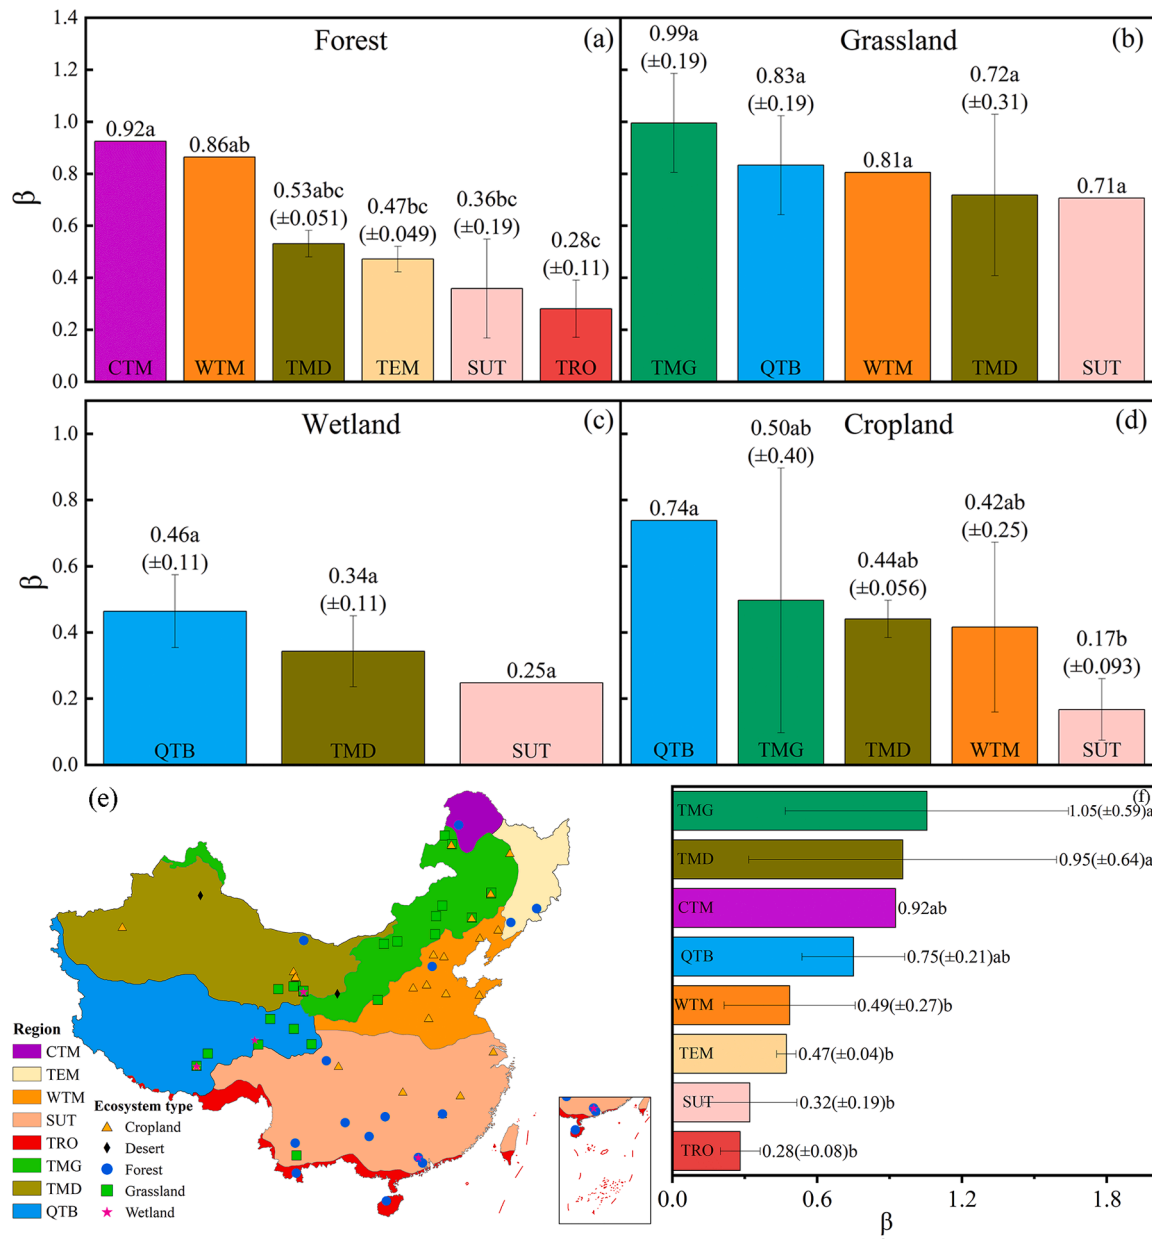 Forest (a)
Grassland (b)
1.4
1.2
1.0
0.8
0.6
0.4
0.2
0.0
β
0.92a
0.86ab
0.53abc
(±0.051)
0.47bc
(±0.049)
0.36bc
(±0.19)
0.28c
(±0.11)
CTM WTM TMD TEM SUT TRO
0.99a
(±0.19)
0.83a
(±0.19)
0.81a
0.72a
(±0.31)
0.71a
TMG QTB WTM TMD SUT
Wetland (c)
Cropland (d)
1.0
0.8
0.6
0.4
0.2
0.0
β
0.46a
(±0.11)
0.34a
(±0.11)
0.25a
QTB TMD SUT
0.74a
0.50ab
(±0.40)
0.44ab
(±0.056)
0.42ab
(±0.25)
0.17b
(±0.093)
QTB TMG TMD WTM SUT
(e)
Region
CTM
TEM
WTM
SUT
TRO
TMG
TMD
QTB
Ecosystem type
Cropland
Desert
Forest
Grassland
Wetland
(f)
TMG 1.05(±0.59)a
TMD 0.95(±0.64)a
CTM 0.92ab
QTB 0.75(±0.21)ab
WTM 0.49(±0.27)b
TEM 0.47(±0.04)b
SUT 0.32(±0.19)b
TRO 0.28(±0.08)b
0.0 0.6 1.2 1.8
β